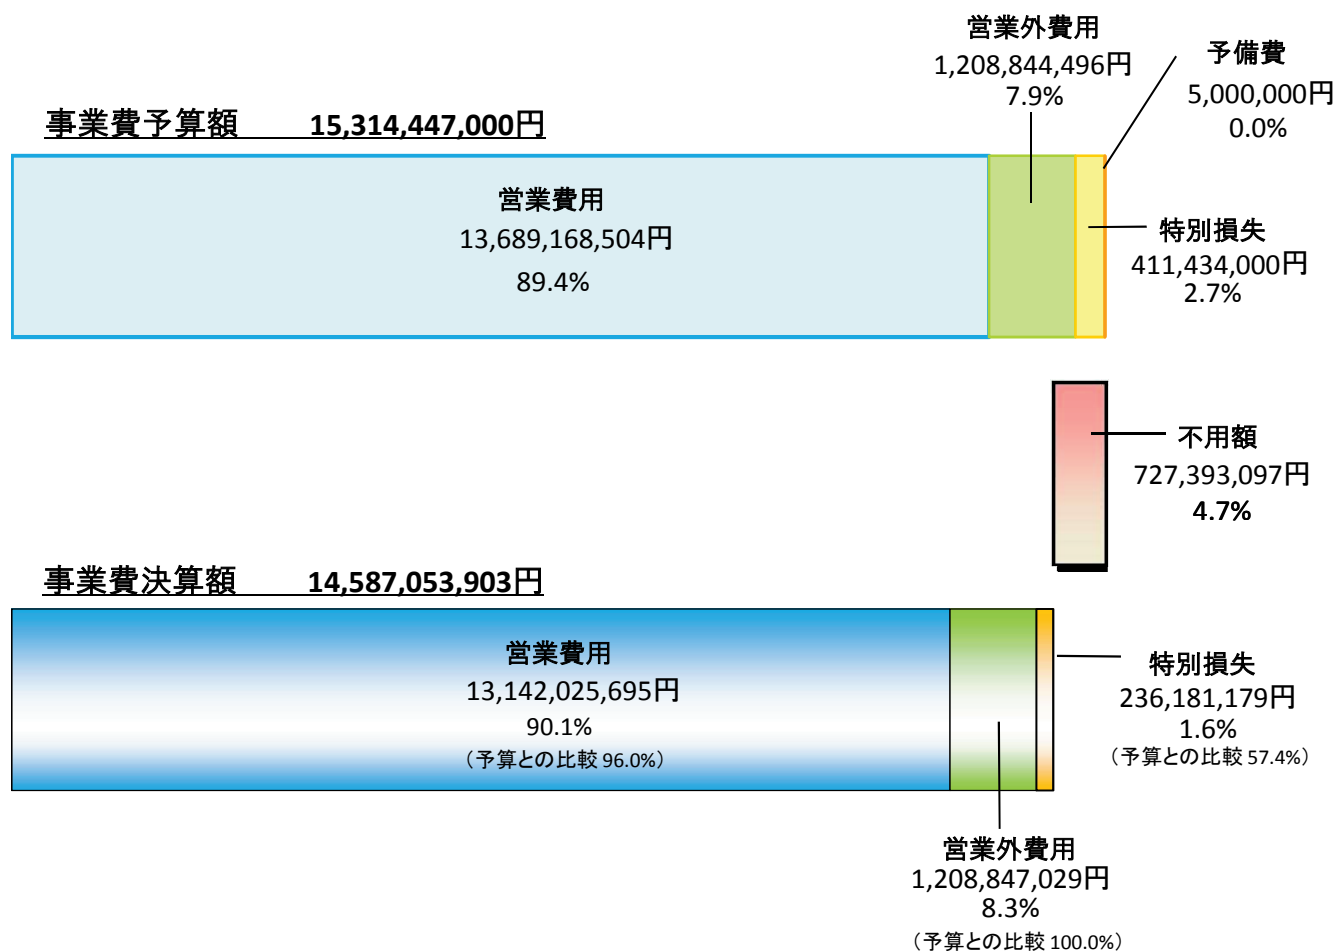 営業外費用
1,208,844,496円
7.9%
予備費
5,000,000円
0.0%
事業費予算額 15,314,447,000円
営業費用
13,689,168,504円
89.4%
特別損失
411,434,000円
2.7%
不用額
727,393,097円
4.7%
事業費決算額 14,587,053,903円
営業費用
13,142,025,695円
90.1%
（予算との比較 96.0%）
特別損失
236,181,179円
1.6%
（予算との比較 57.4%）
営業外費用
1,208,847,029円
8.3%
（予算との比較 100.0%）